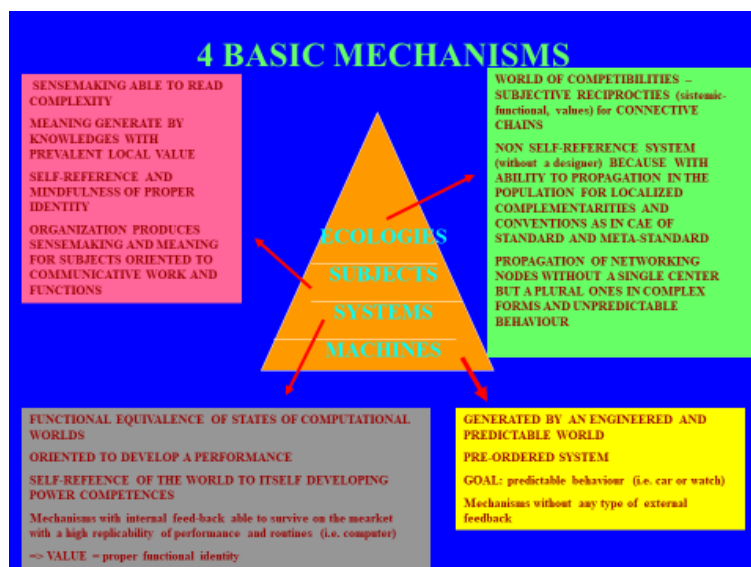 4 BASIC MECHANISMS
SENSEMAKING ABLE TO READ
COMPLEXITY
MEANING GENERATE BY
KNOWLEDGES WITH
PREVALENT LOCAL VALUE
SELF-REFERENCE AND
MINDFULNESS OF PROPER
IDENTITY
ORGANIZATION PRODUCES
SENSEMAKING AND MEANING
FOR SUBJECTS ORIENTED TO
COMMUNICATIVE WORK AND
FUNCTIONS
WORLD OF COMPETIBILITIES –
SUBJECTIVE RECIPROCTIES (sistemic-
functional, values) for CONNECTIVE
CHAINS
NON SELF-REFERENCE SYSTEM
(without a designer) BECAUSE WITH
ABILITY TO PROPAGATION IN THE
POPULATION FOR LOCALIZED
COMPLEMENTARITIES AND
CONVENTIONS AS IN CAE OF
STANDARD AND META-STANDARD
PROPAGATION OF NETWORKING
NODES WITHOUT A SINGLE CENTER
BUT A PLURAL ONES IN COMPLEX
FORMS AND UNPREDICTABLE
BEHAVIOUR
ECOLOGIES
SUBJECTS
SYSTEMS
MACHINES
FUNCTIONAL EQUIVALENCE OF STATES OF COMPUTATIONAL
WORLDS
ORIENTED TO DEVELOP A PERFORMANCE
SELF-REFEENCE OF THE WORLD TO ITSELF DEVELOPING
POWER COMPETENCES
Mechanisms with internal feed-back able to survive on the mearket
with a high replicability of performance and routines (i.e. computer)
=> VALUE = proper functional identity
GENERATED BY AN ENGINEERED AND
PREDICTABLE WORLD
PRE-ORDERED SYSTEM
GOAL: predictable behaviour (i.e. car or watch)
Mechanisms without any type of external
feedback